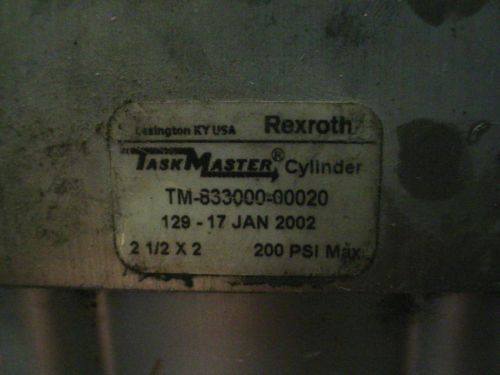 Lexington KY USA Rexroth
TASKMASTER® Cylinder
TM-833000-00020
129 - 17 JAN 2002
2 1/2 X 2 200 PSI Max